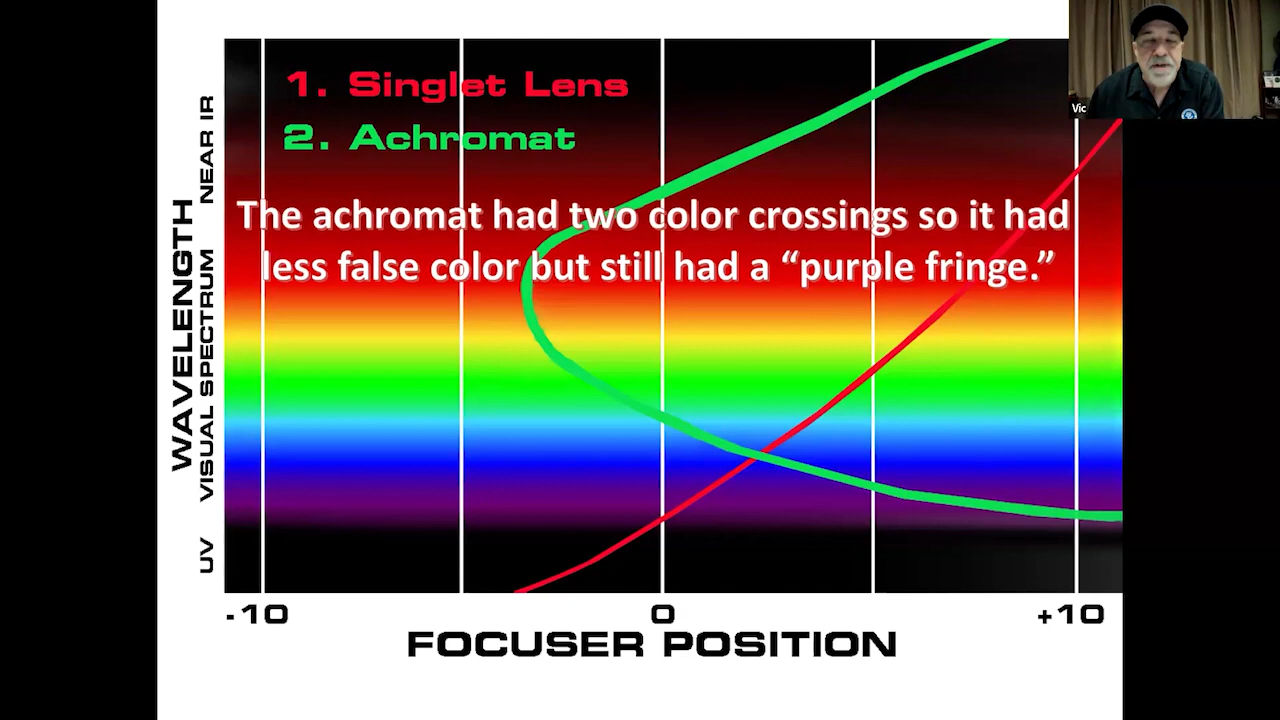 1. Singlet Lens
2. Achromat
The achromat had two color crossings so it had
less false color but still had a “purple fringe.”
WAVELENGTH
UV VISUAL SPECTRUM NEAR IR
-10 0 +10
FOCUSER POSITION
Vic